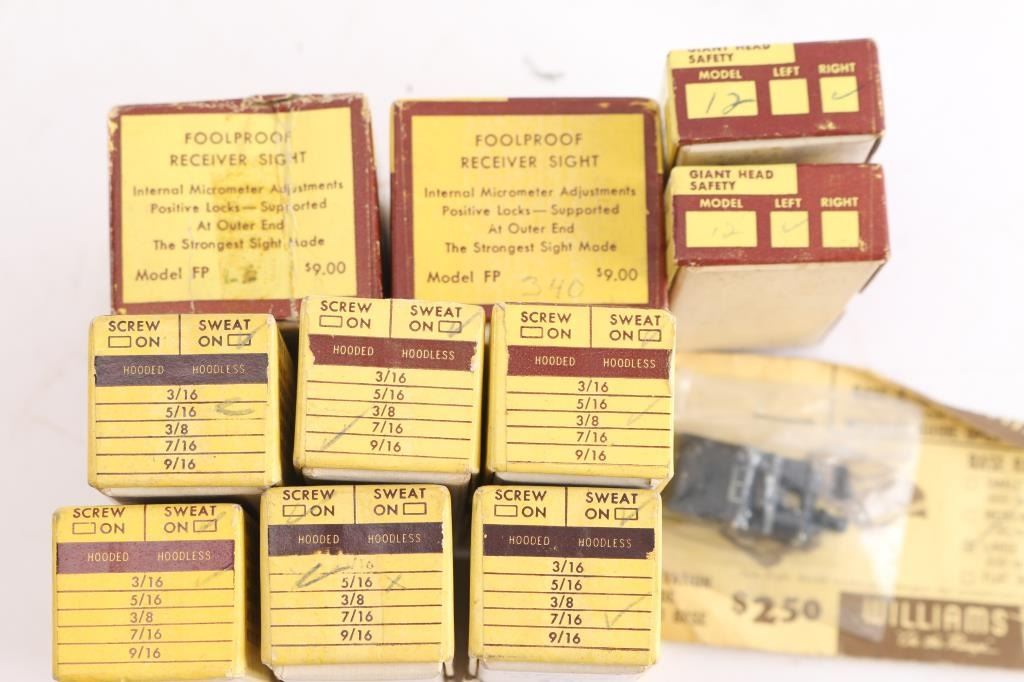 FOOLPROOF
RECEIVER SIGHT
Internal Micrometer Adjustments
Positive Locks—Supported
At Outer End
The Strongest Sight Made
Model FP $9.00
FOOLPROOF
RECEIVER SIGHT
Internal Micrometer Adjustments
Positive Locks—Supported
At Outer End
The Strongest Sight Made
Model FP 340 $9.00
GIANT HEAD
SAFETY
MODEL LEFT RIGHT
12 ✓
GIANT HEAD
SAFETY
MODEL LEFT RIGHT
12 ✓
SCREW SWEAT
ON ON
HOODED HOODLESS
3/16
5/16
3/8
7/16
9/16
SCREW SWEAT
ON ON
HOODED HOODLESS
3/16
5/16
3/8
7/16
9/16
SCREW SWEAT
ON ON
HOODED HOODLESS
3/16
5/16
3/8
7/16
9/16
SCREW SWEAT
ON ON
HOODED HOODLESS
3/16
5/16
3/8
7/16
9/16
SCREW SWEAT
ON ON
HOODED HOODLESS
5/16 x
3/8
7/16
9/16
SCREW SWEAT
ON ON
HOODED HOODLESS
3/16
5/16
3/8
7/16
9/16
$2.50
WILLIAMS